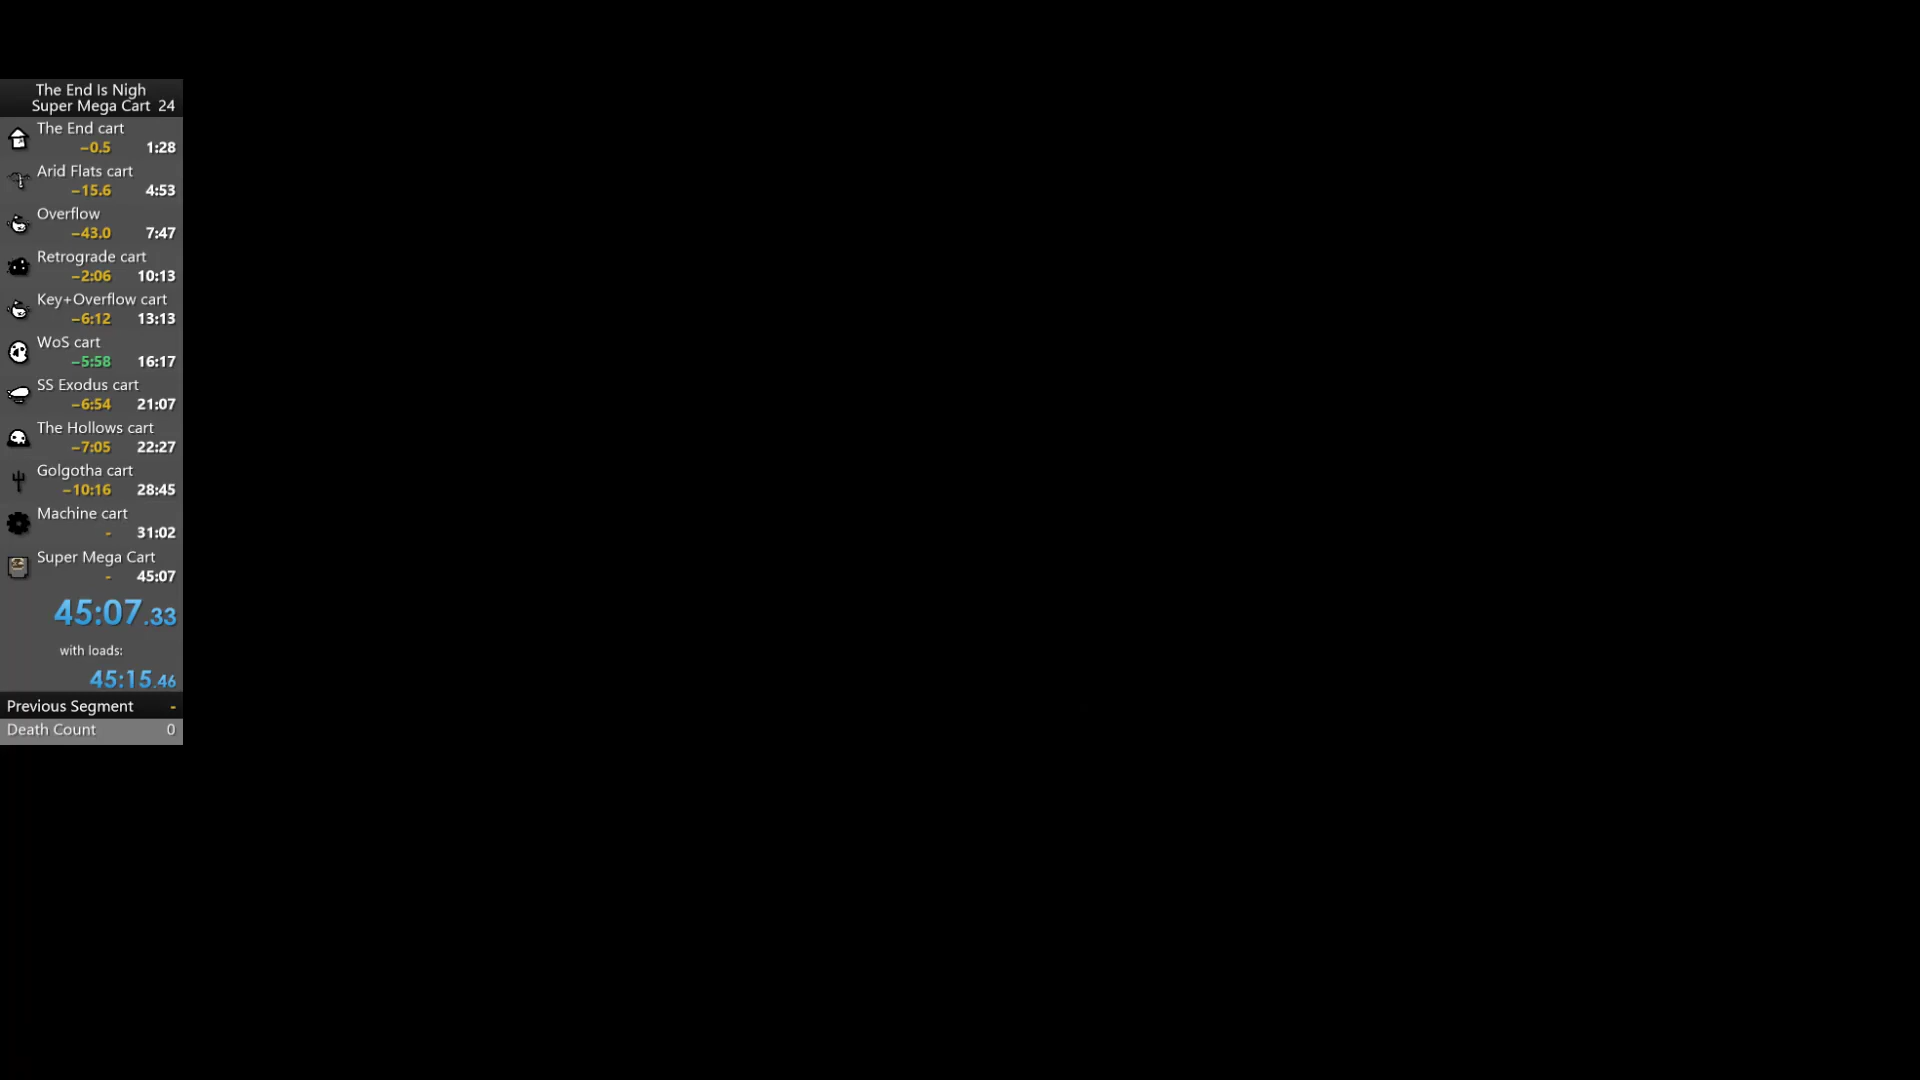 The End Is Nigh
Super Mega Cart 24
The End cart
−0.5 1:28
Arid Flats cart
−15.6 4:53
Overflow
−43.0 7:47
Retrograde cart
−2:06 10:13
Key+Overflow cart
−6:12 13:13
WoS cart
−5:58 16:17
SS Exodus cart
−6:54 21:07
The Hollows cart
−7:05 22:27
Golgotha cart
−10:16 28:45
Machine cart
- 31:02
Super Mega Cart
- 45:07
45:07.33
with loads:
45:15.46
Previous Segment -
Death Count 0